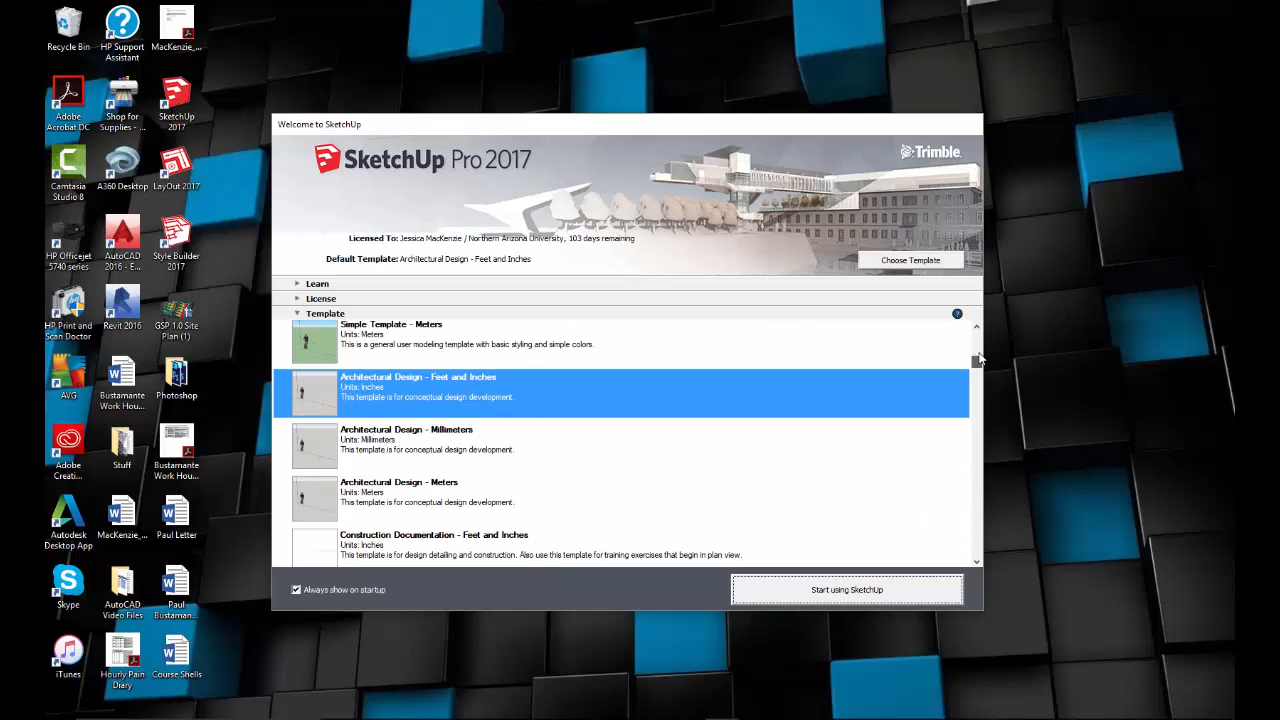 Recycle Bin
HP Support
Assistant
MacKenzie_...
Adobe
Acrobat DC
Shop for
Supplies - ...
SketchUp
2017
Camtasia
Studio 8
A360 Desktop
LayOut 2017
HP Officejet
5740 series
AutoCAD
2016 - E...
Style Builder
2017
HP Print and
Scan Doctor
Revit 2016
GSP 1.0 Site
Plan (1)
AVG
Bustamante
Work Hou...
Photoshop
Adobe
Creati...
Stuff
Bustamante
Work Hou...
Autodesk
Desktop App
MacKenzie_...
Paul Letter
Skype
AutoCAD
Video Files
Paul
Bustaman...
iTunes
Hourly Pain
Diary
Course Shells
Welcome to SketchUp
SketchUp Pro 2017
Trimble
Licensed To: Jessica MacKenzie / Northern Arizona University, 103 days remaining
Default Template: Architectural Design - Feet and Inches
Choose Template
Learn
License
Template
?
Simple Template - Meters
Units: Meters
This is a general user modeling template with basic styling and simple colors.
Architectural Design - Feet and Inches
Units: Inches
This template is for conceptual design development.
Architectural Design - Millimeters
Units: Millimeters
This template is for conceptual design development.
Architectural Design - Meters
Units: Meters
This template is for conceptual design development.
Construction Documentation - Feet and Inches
Units: Inches
This template is for design detailing and construction. Also use this template for training exercises that begin in plan view.
Always show on startup
Start using SketchUp